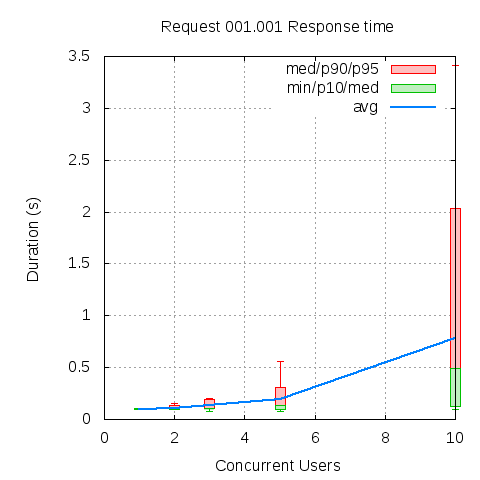 Request 001.001 Response time
med/p90/p95
min/p10/med
avg
3.5
3
2.5
2
1.5
1
0.5
0
0 2 4 6 8 10
Duration (s)
Concurrent Users